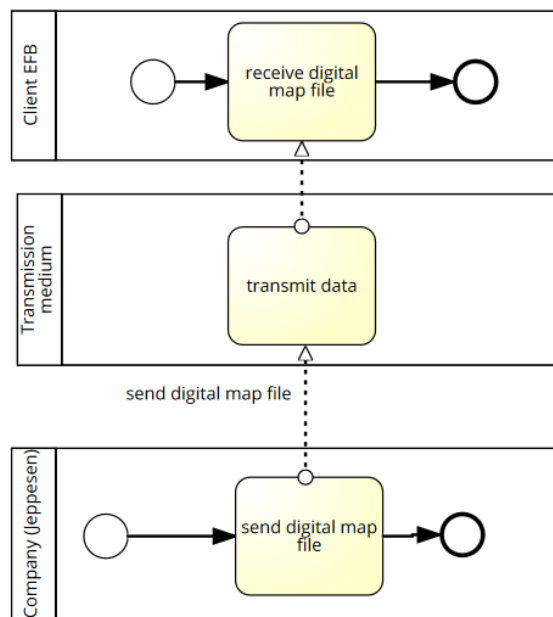 Client EFB
receive digital
map file
Transmission
medium
transmit data
send digital map file
Company (Jeppesen)
send digital map
file